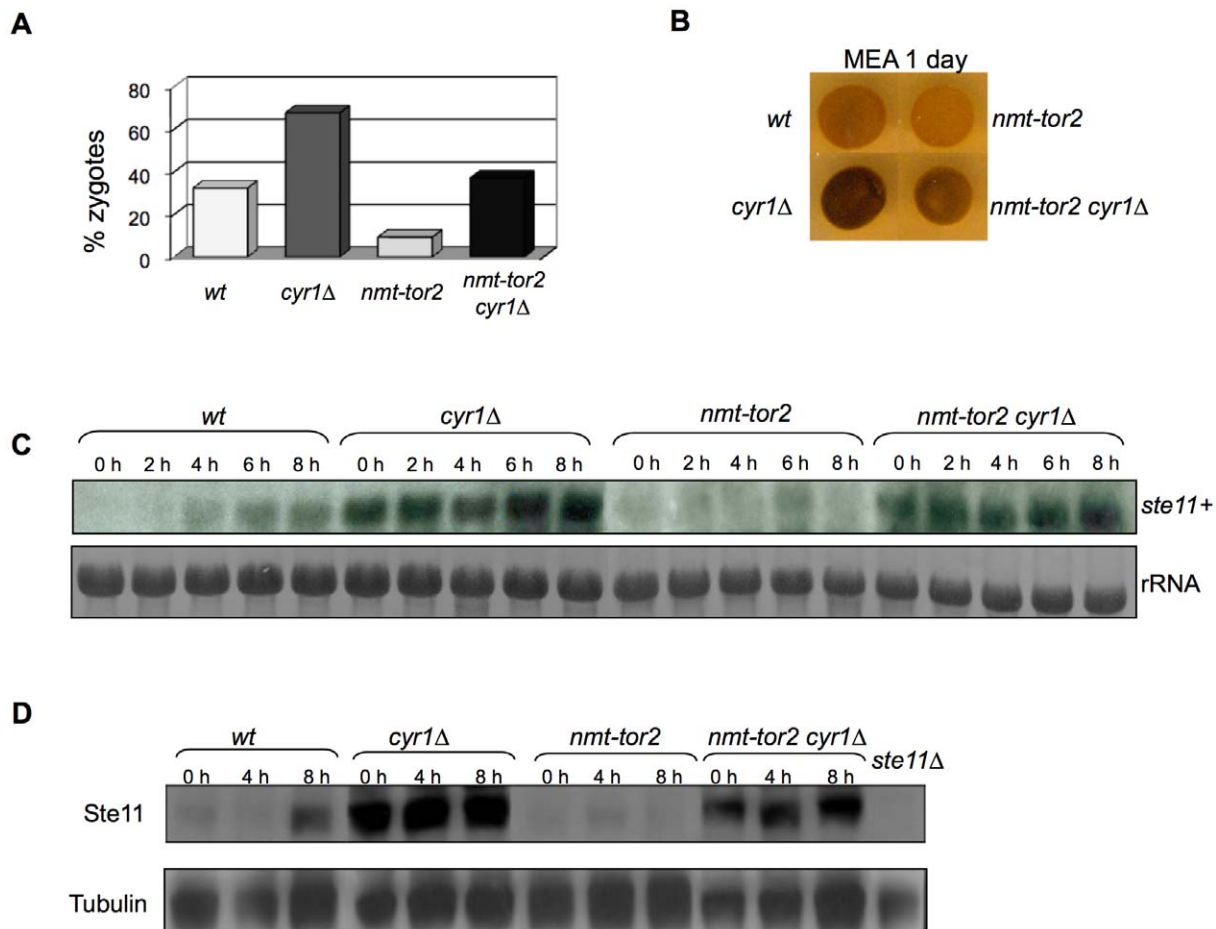 A
80
60
40
20
0
% zygotes
wt cyr1Δ nmt-tor2 nmt-tor2
cyr1Δ
B
MEA 1 day
wt nmt-tor2
cyr1Δ nmt-tor2 cyr1Δ
C
wt cyr1Δ nmt-tor2 nmt-tor2 cyr1Δ
0 h 2 h 4 h 6 h 8 h 0 h 2 h 4 h 6 h 8 h 0 h 2 h 4 h 6 h 8 h 0 h 2 h 4 h 6 h 8 h
ste11+
rRNA
D
wt cyr1Δ nmt-tor2 nmt-tor2 cyr1Δ ste11Δ
0 h 4 h 8 h 0 h 4 h 8 h 0 h 4 h 8 h 0 h 4 h 8 h
Ste11
Tubulin